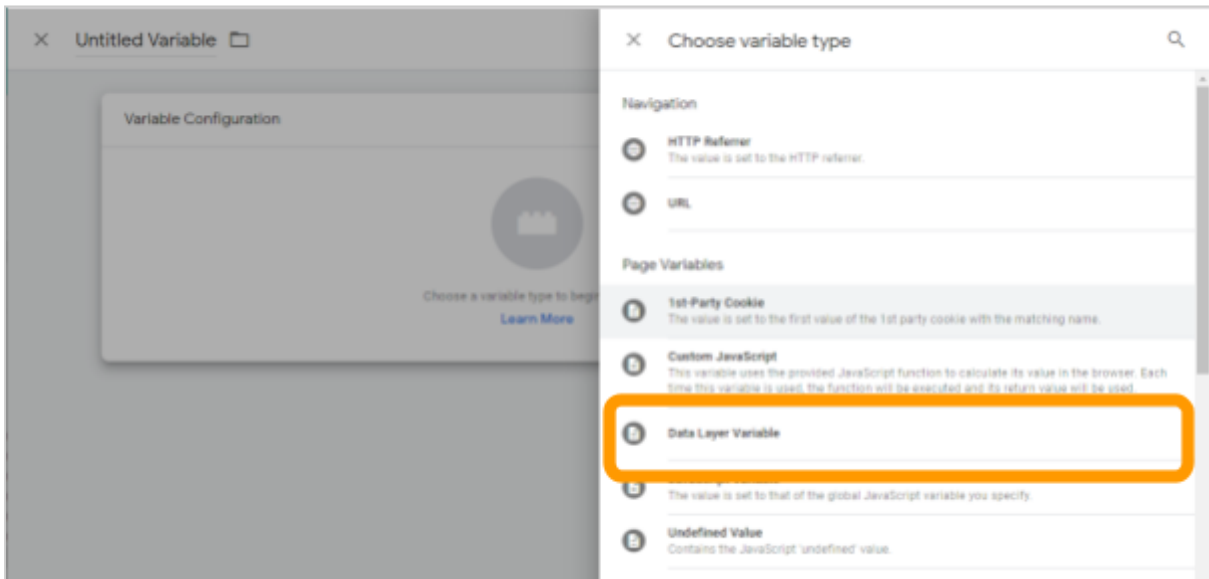 Untitled Variable
Variable Configuration
Choose a variable type to begin
Learn More
Choose variable type
Navigation
HTTP Referrer
The value is set to the HTTP referrer.
URL
Page Variables
1st-Party Cookie
The value is set to the first value of the 1st party cookie with the matching name.
Custom JavaScript
This variable uses the provided JavaScript function to calculate its value in the browser. Each
time this variable is used, the function will be executed and its return value will be used.
Data Layer Variable
The value is set to that of the global JavaScript variable you specify.
Undefined Value
Contains the JavaScript 'undefined' value.